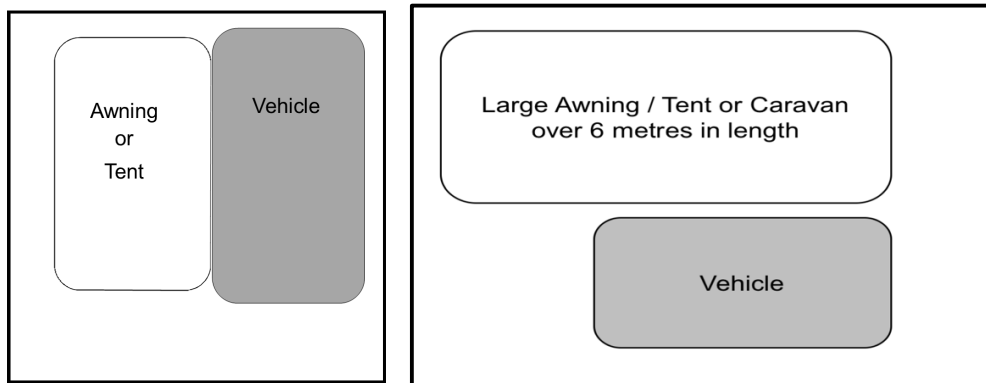 Awning
or
Tent
Vehicle
Large Awning / Tent or Caravan
over 6 metres in length
Vehicle